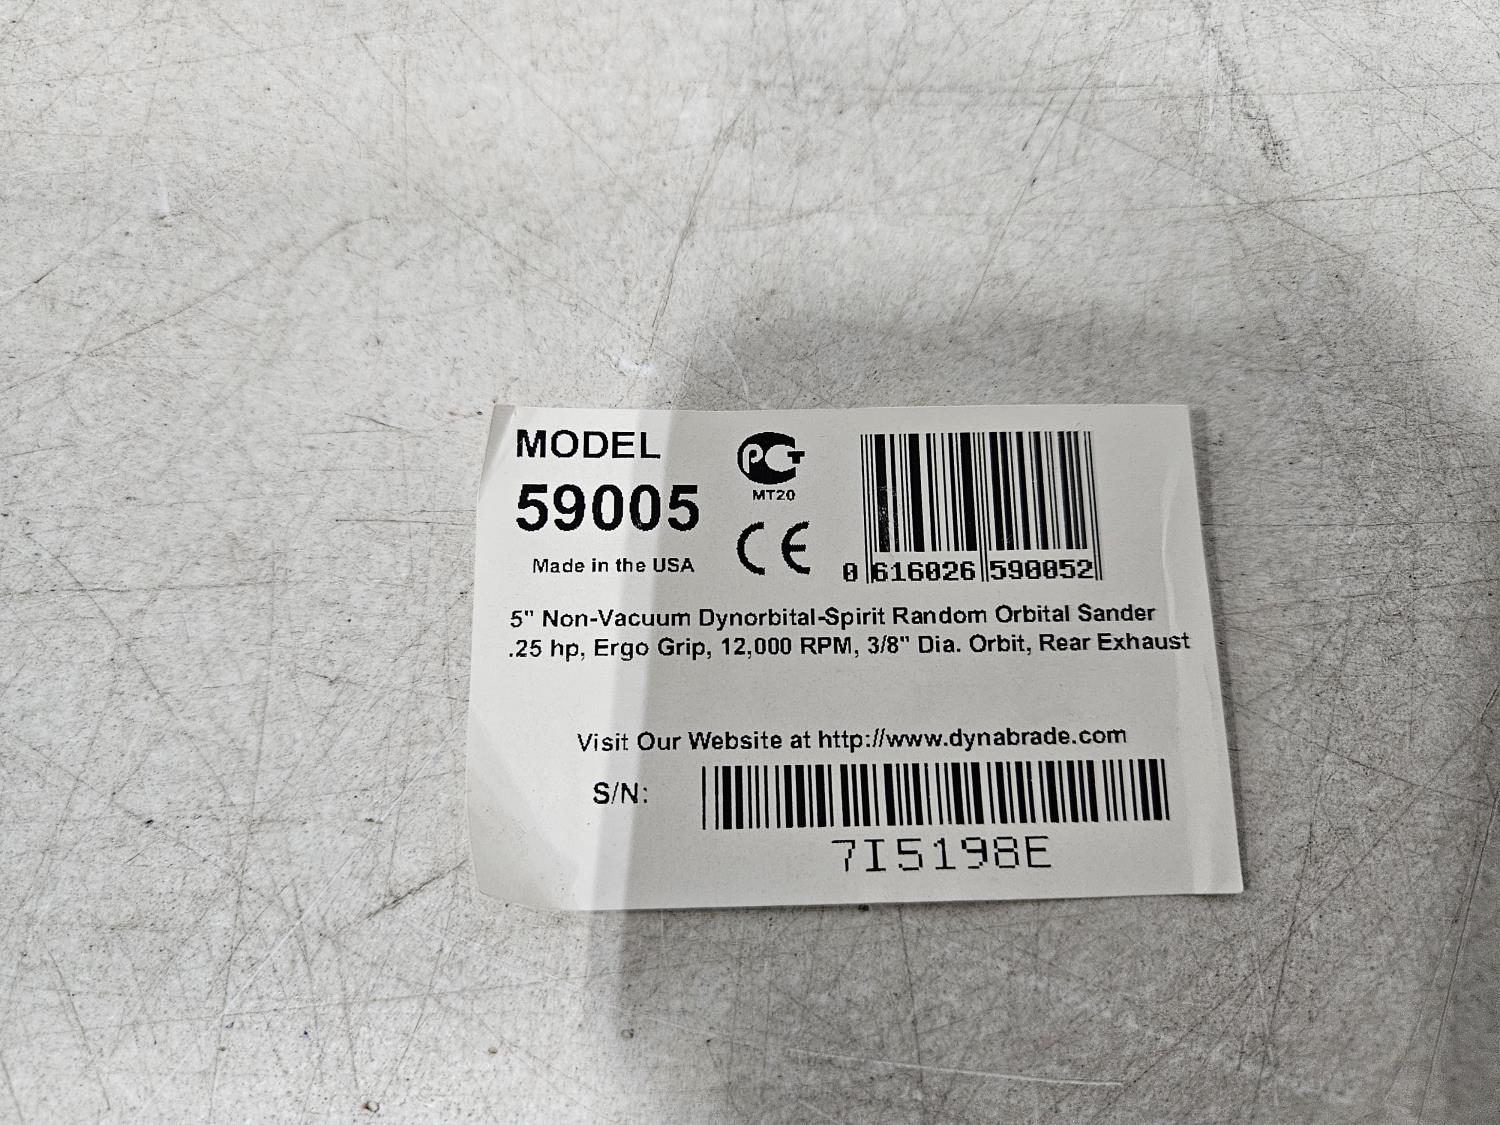 MODEL
59005
Made in the USA
PCT
MT20
CE
0 616026 590052
5" Non-Vacuum Dynorbital-Spirit Random Orbital Sander
.25 hp, Ergo Grip, 12,000 RPM, 3/8" Dia. Orbit, Rear Exhaust
Visit Our Website at http://www.dynabrade.com
S/N:
7I5198E